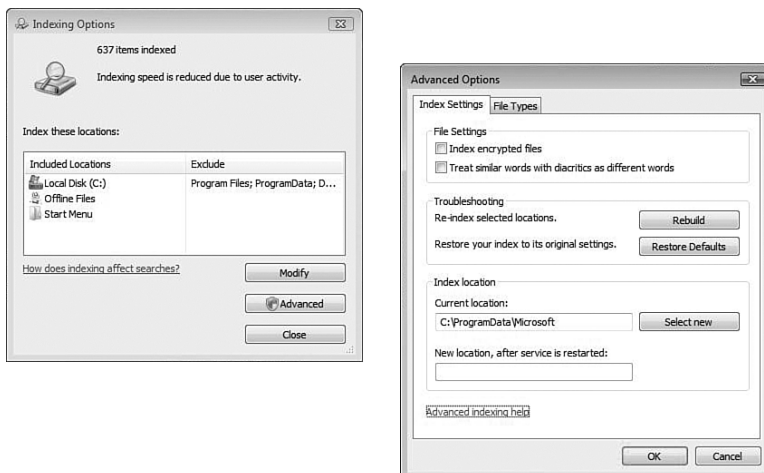 Indexing Options
637 items indexed
Indexing speed is reduced due to user activity.
Index these locations:
Included Locations Exclude
Local Disk (C:) Program Files; ProgramData; D...
Offline Files
Start Menu
How does indexing affect searches?
Modify
Advanced
Close
Advanced Options
Index Settings File Types
File Settings
Index encrypted files
Treat similar words with diacritics as different words
Troubleshooting
Re-index selected locations. Rebuild
Restore your index to its original settings. Restore Defaults
Index location
Current location:
C:\ProgramData\Microsoft Select new
New location, after service is restarted:
Advanced indexing help
OK Cancel